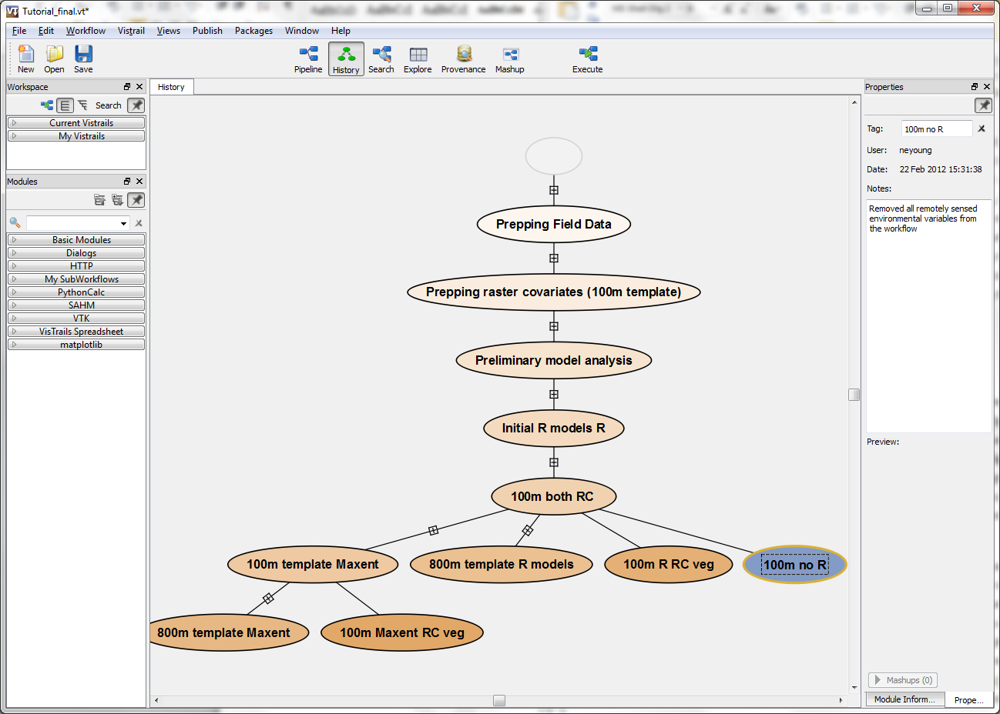 Tutorial_final.vt*
File Edit Workflow Vistrail Views Publish Packages Window Help
New Open Save Pipeline History Search Explore Provenance Mashup Execute
Workspace
Search
Current Vistrails
My Vistrails
Modules
Basic Modules
Dialogs
HTTP
My SubWorkflows
PythonCalc
SAHM
VTK
VisTrails Spreadsheet
matplotlib
History
Prepping Field Data
Prepping raster covariates (100m template)
Preliminary model analysis
Initial R models R
100m both RC
100m template Maxent 800m template R models 100m R RC veg 100m no R
800m template Maxent 100m Maxent RC veg
Properties
Tag: 100m no R
User: neyoung
Date: 22 Feb 2012 15:31:38
Notes:
Removed all remotely sensed
environmental variables from
the workflow
Preview:
Mashups (0)
Module Inform... Prope...